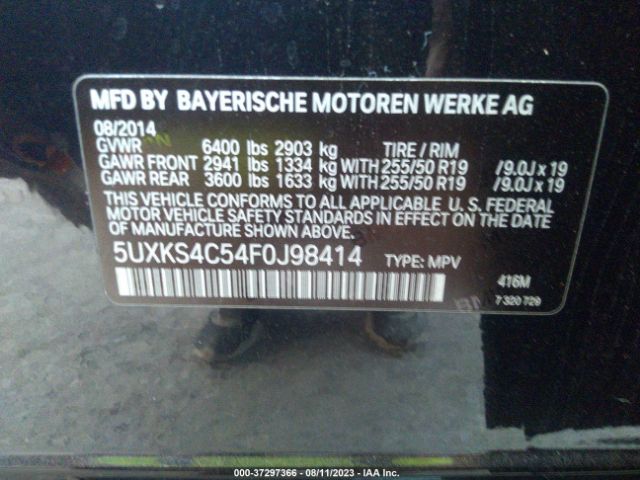 MFD BY BAYERISCHE MOTOREN WERKE AG
08/2014
GVWR 6400 lbs 2903 kg TIRE / RIM
GAWR FRONT 2941 lbs 1334 kg WITH 255/50 R19 /9.0J x 19
GAWR REAR 3600 lbs 1633 kg WITH 255/50 R19 /9.0J x 19
THIS VEHICLE CONFORMS TO ALL APPLICABLE U. S. FEDERAL
MOTOR VEHICLE SAFETY STANDARDS IN EFFECT ON THE DATE
OF MANUFACTURE
5UXKS4C54F0J98414 TYPE: MPV
416M
7 320 729
000-37297366 - 08/11/2023 - IAA Inc.